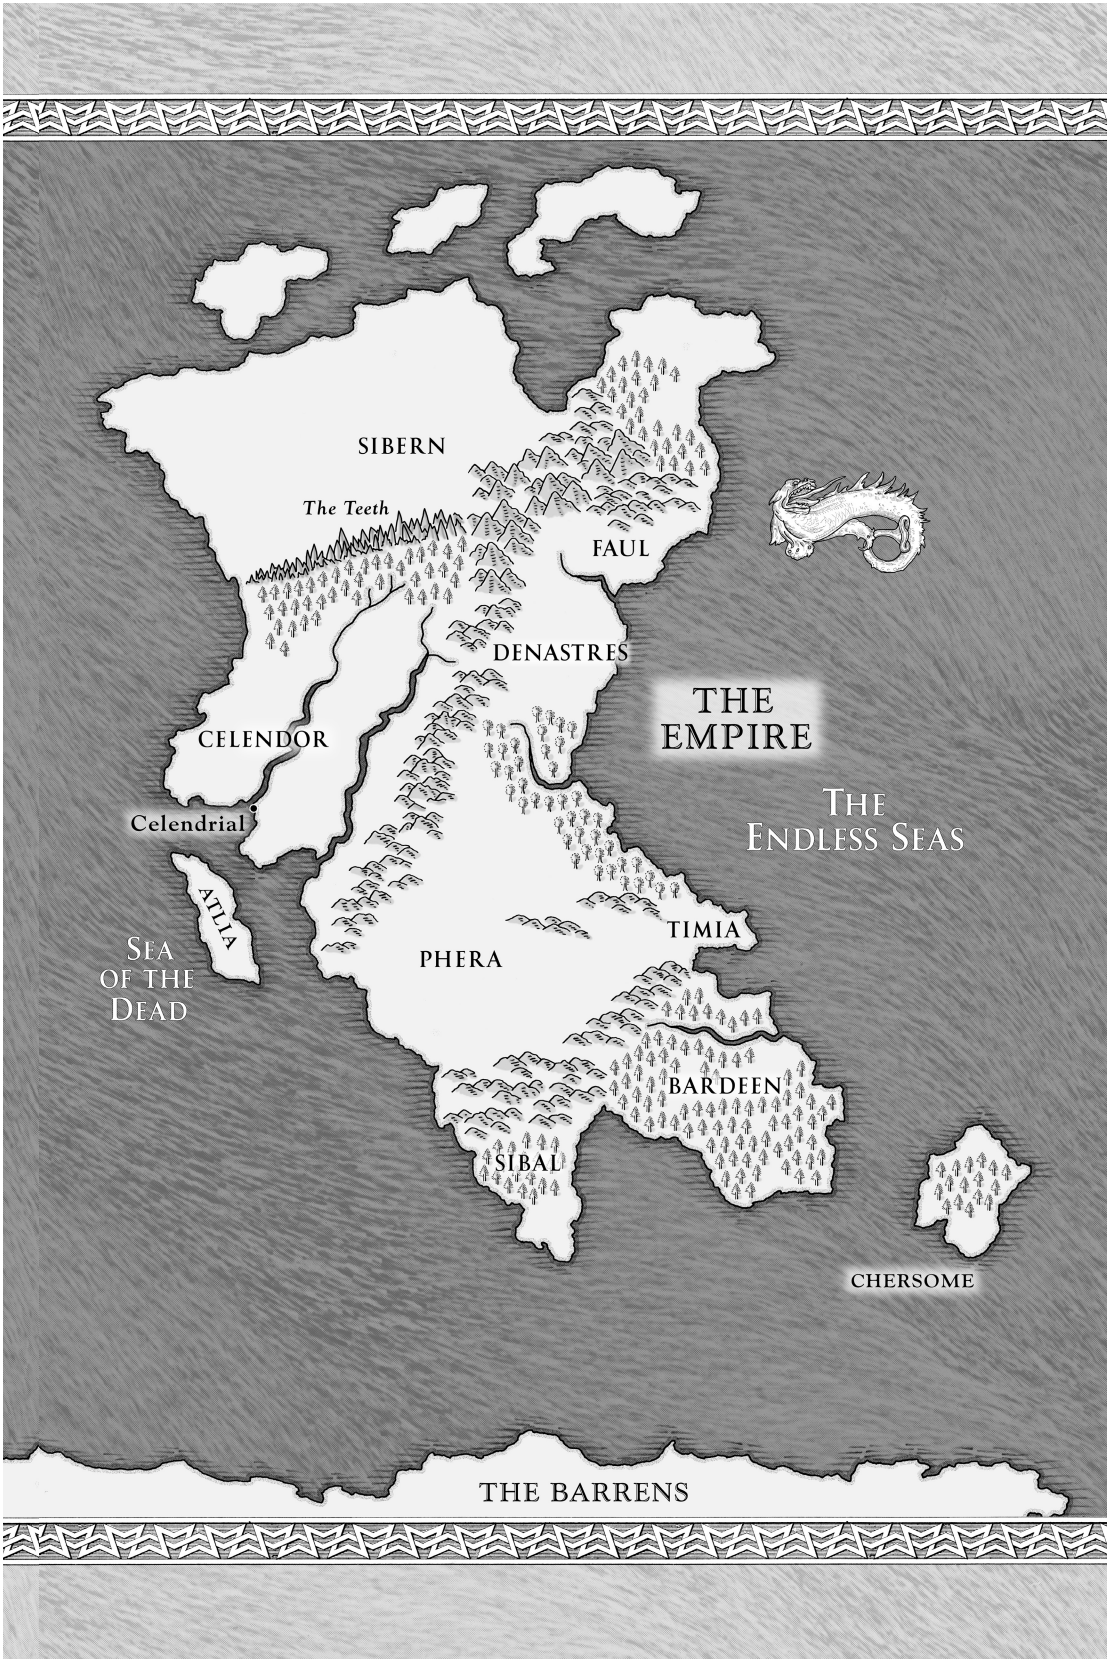 SIBERN
The Teeth
FAUL
DENASTRES
THE
EMPIRE
CELENDOR
THE
ENDLESS SEAS
Celendrial
ATLIA
TIMIA
SEA
OF THE
DEAD
PHERA
BARDEEN
SIBAL
CHERSOME
THE BARRENS